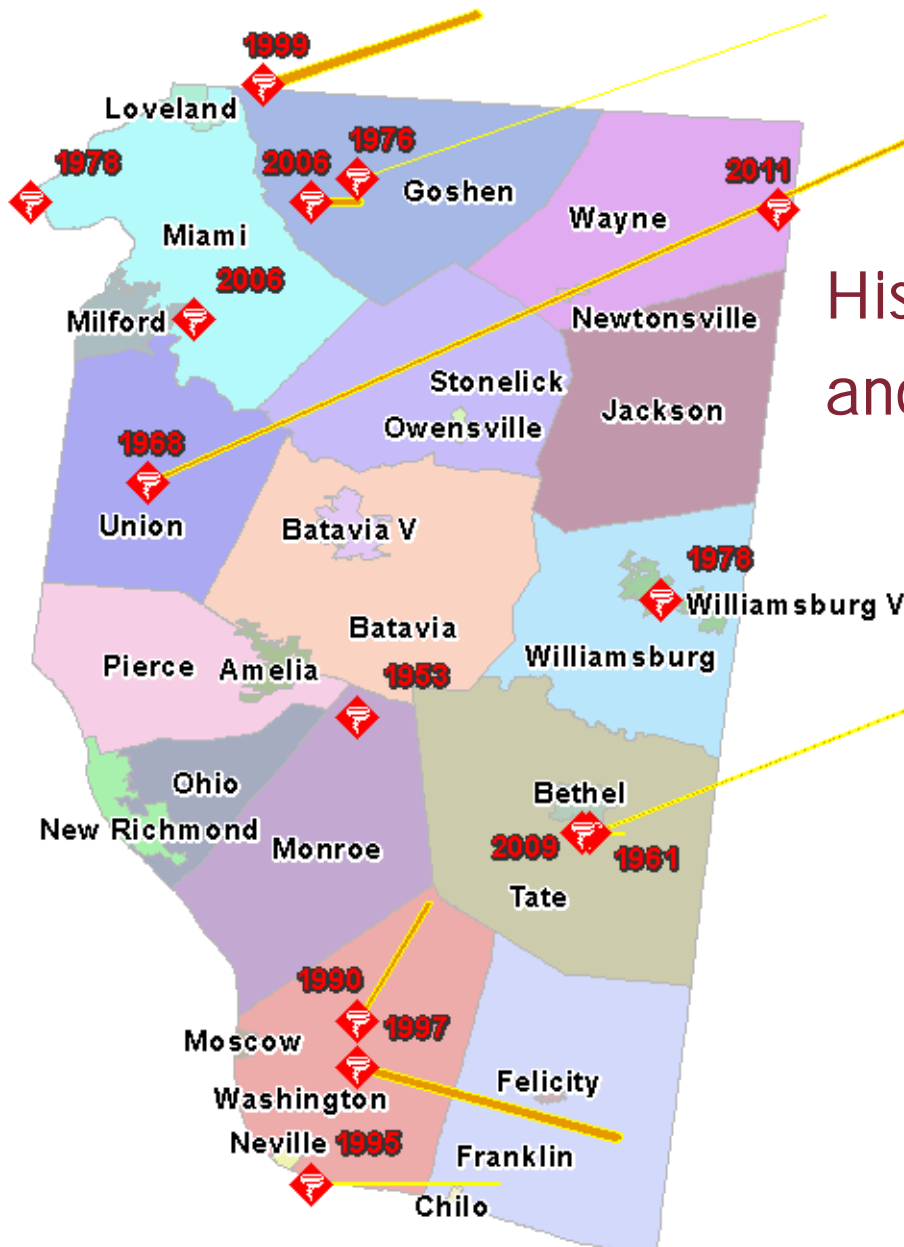 1999
Loveland
1978
2006
1976
Goshen
2011
Wayne
Miami
2006
Milford
Newtonsville
His
and
Stonelick
Owensville
Jackson
1968
Union
Batavia V
1978
Williamsburg V
Batavia
Williamsburg
Pierce
Amelia
1953
Ohio
New Richmond
Monroe
Bethel
2009
1961
Tate
1990
1997
Moscow
Washington
Felicity
Neville
1995
Franklin
Chilo